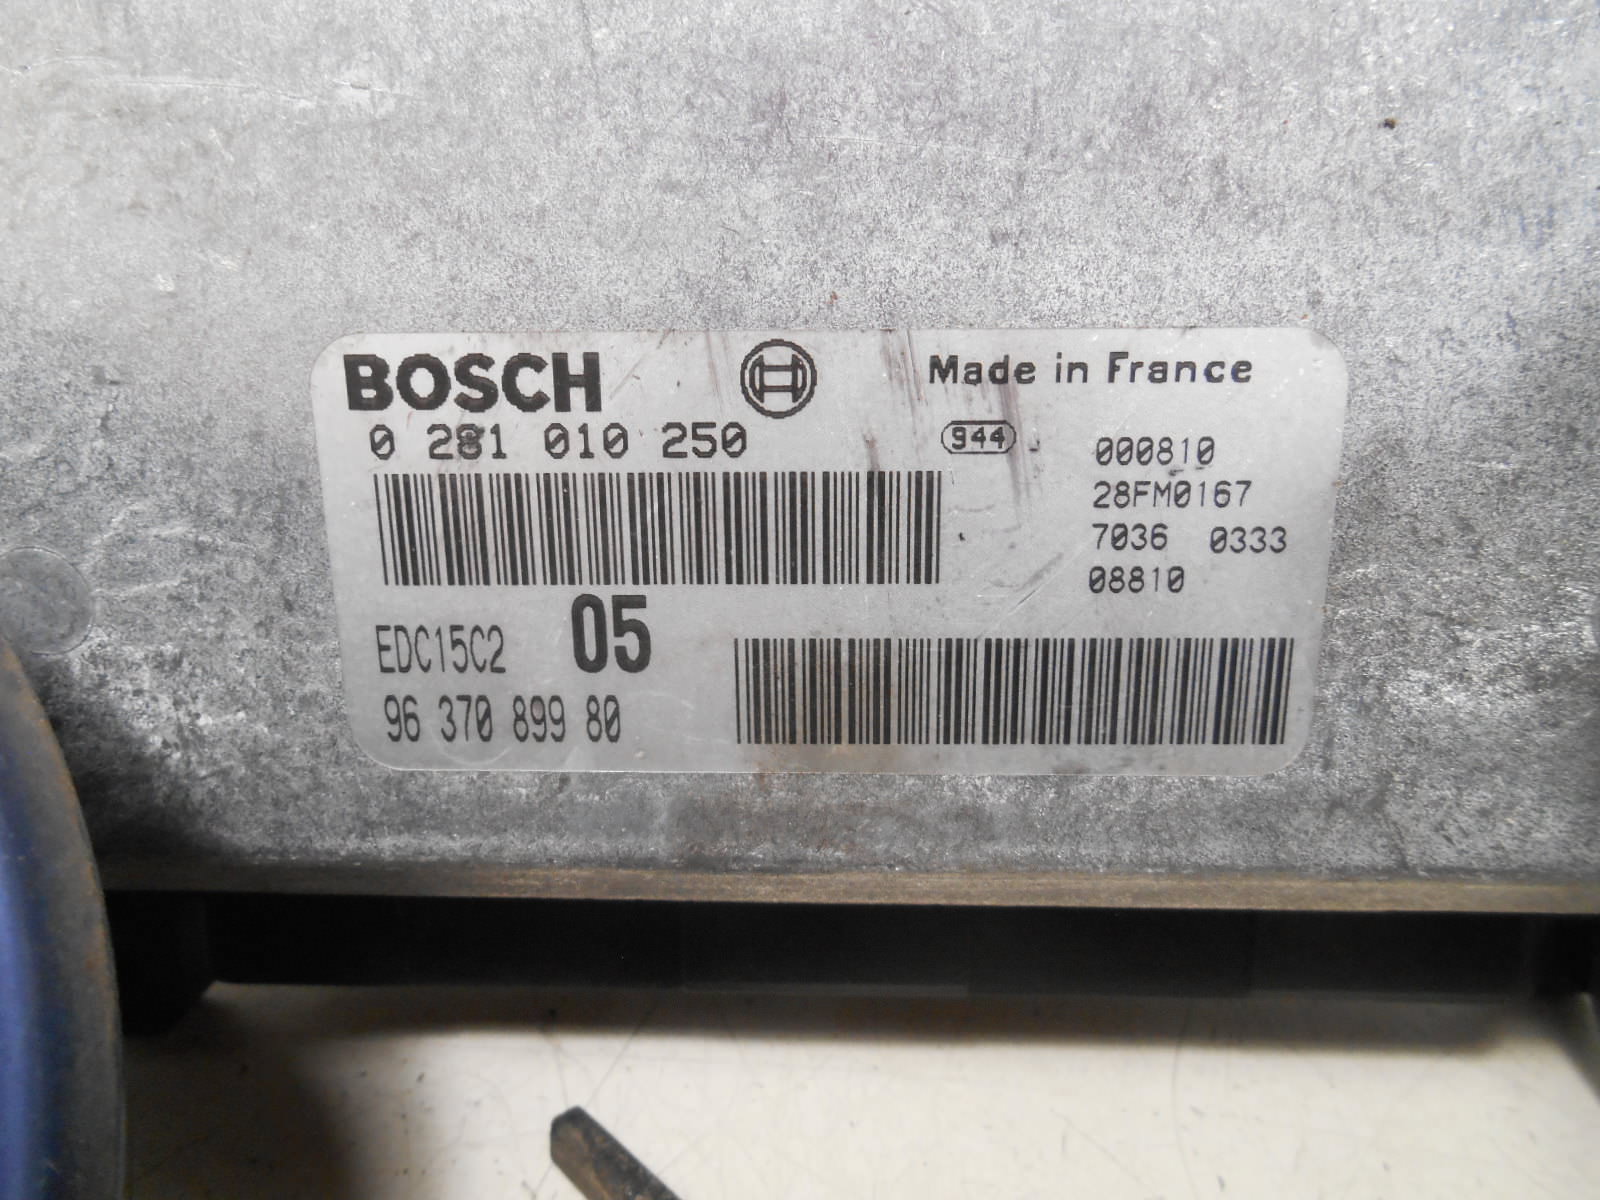 BOSCH
Made in France
0 281 010 250
944
000810
28FM0167
7036 0333
08810
EDC15C2 05
96 370 899 80